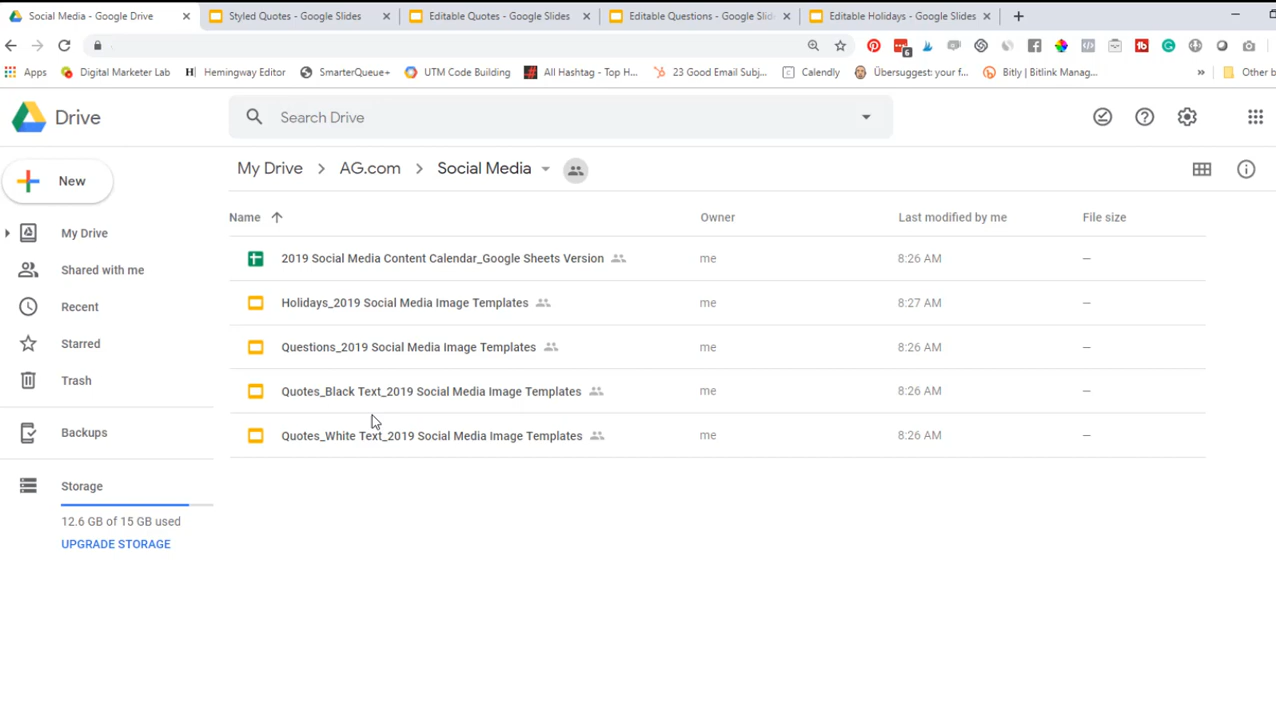 Social Media - Google Drive
Styled Quotes - Google Slides
Editable Quotes - Google Slides
Editable Questions - Google Slid
Editable Holidays - Google Slides
6
Apps
Digital Marketer Lab
H Hemingway Editor
SmarterQueue+
UTM Code Building
All Hashtag - Top H...
23 Good Email Subj...
Calendly
Übersuggest: your f...
Bitly | Bitlink Manag...
»
Other b
Drive
Search Drive
New
My Drive > AG.com > Social Media
My Drive
Shared with me
Recent
Starred
Trash
Backups
Storage
12.6 GB of 15 GB used
UPGRADE STORAGE
Name
Owner
Last modified by me
File size
2019 Social Media Content Calendar_Google Sheets Version me 8:26 AM —
Holidays_2019 Social Media Image Templates me 8:27 AM —
Questions_2019 Social Media Image Templates me 8:26 AM —
Quotes_Black Text_2019 Social Media Image Templates me 8:26 AM —
Quotes_White Text_2019 Social Media Image Templates me 8:26 AM —